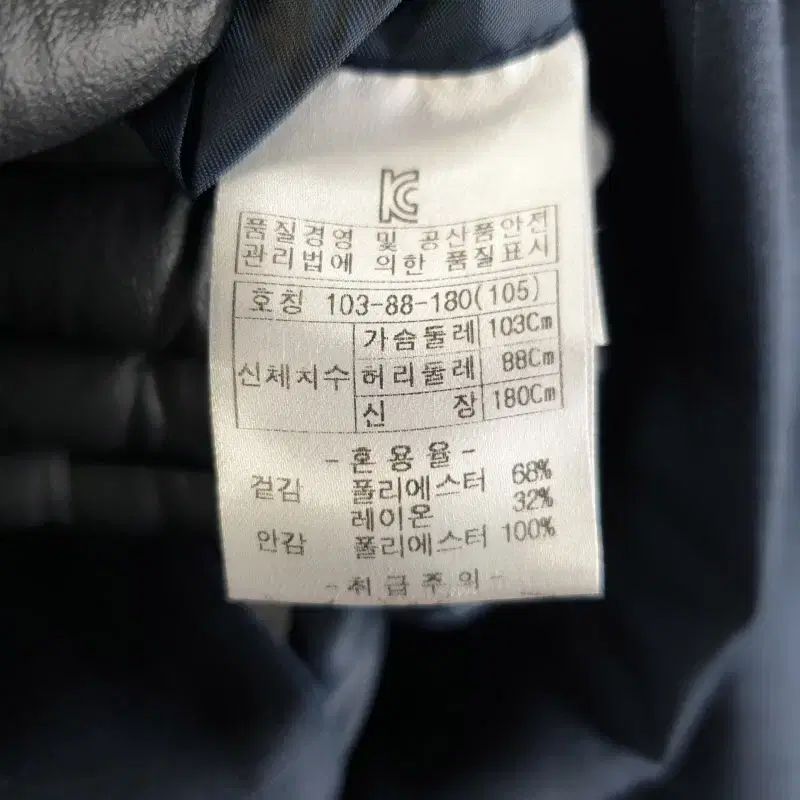 KC
품질경영 및 공산품안전
관리법에 의한 품질표시
호칭 103-88-180(105)
신체치수 가슴둘레 103Cm
허리둘레 88Cm
신 장 180Cm
- 혼용율 -
겉감 폴리에스터 68%
레이온 32%
안감 폴리에스터 100%
- 취급주의 -